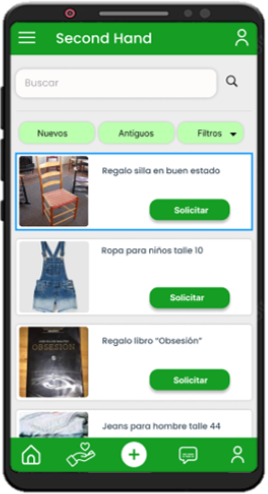 Second Hand
Buscar
Nuevos
Antiguos
Filtros
Regalo silla en buen estado
Solicitar
Ropa para niños talle 10
Solicitar
Regalo libro "Obsesión"
OBSESIÓN
Solicitar
Jeans para hombre talle 44